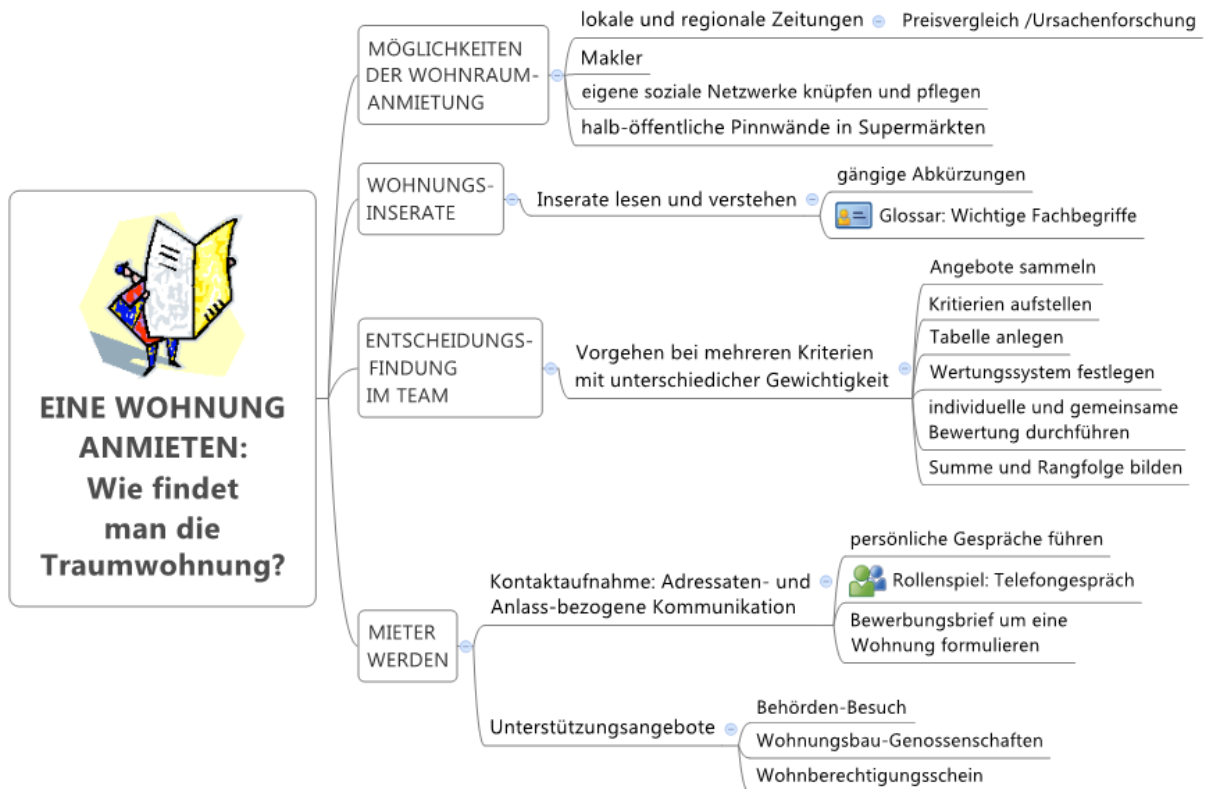 EINE WOHNUNG
ANMIETEN:
Wie findet
man die
Traumwohnung?
MÖGLICHKEITEN
DER WOHNRAUM-
ANMIETUNG
lokale und regionale Zeitungen
Preisvergleich /Ursachenforschung
Makler
eigene soziale Netzwerke knüpfen und pflegen
halb-öffentliche Pinnwände in Supermärkten
WOHNUNGS-
INSERATE
Inserate lesen und verstehen
gängige Abkürzungen
Glossar: Wichtige Fachbegriffe
ENTSCHEIDUNGS-
FINDUNG
IM TEAM
Vorgehen bei mehreren Kriterien
mit unterschiedicher Gewichtigkeit
Angebote sammeln
Kritierien aufstellen
Tabelle anlegen
Wertungssystem festlegen
individuelle und gemeinsame
Bewertung durchführen
Summe und Rangfolge bilden
MIETER
WERDEN
Kontaktaufnahme: Adressaten- und
Anlass-bezogene Kommunikation
persönliche Gespräche führen
Rollenspiel: Telefongespräch
Bewerbungsbrief um eine
Wohnung formulieren
Unterstützungsangebote
Behörden-Besuch
Wohnungsbau-Genossenschaften
Wohnberechtigungsschein